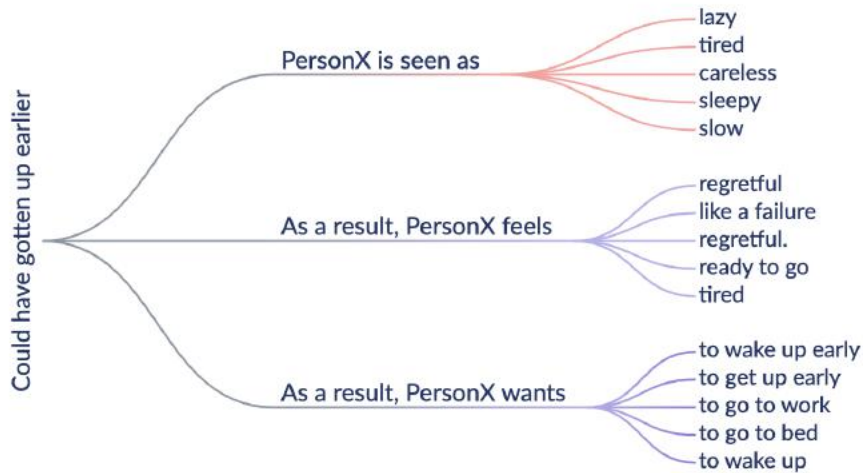 Could have gotten up earlier
PersonX is seen as
lazy
tired
careless
sleepy
slow
As a result, PersonX feels
regretful
like a failure
regretful.
ready to go
tired
As a result, PersonX wants
to wake up early
to get up early
to go to work
to go to bed
to wake up